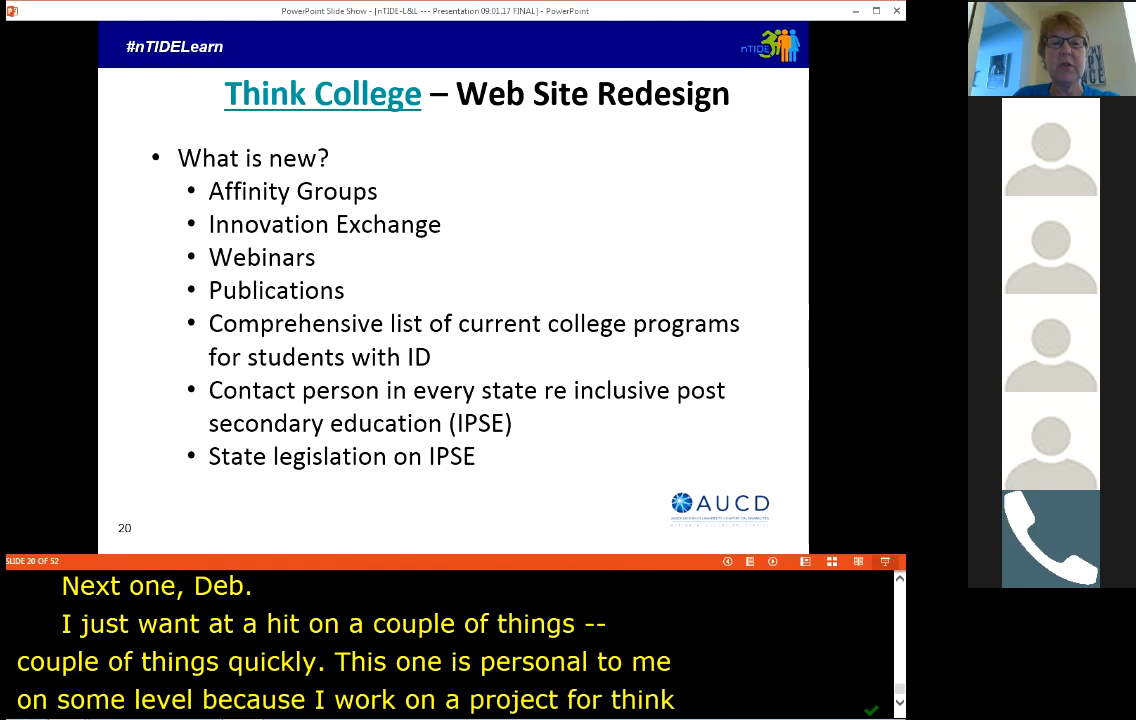 PowerPoint Slide Show - [nTIDE-L&L --- Presentation 09.01.17 FINAL] - PowerPoint
#nTIDELearn
nTIDE
Think College – Web Site Redesign
• What is new?
• Affinity Groups
• Innovation Exchange
• Webinars
• Publications
• Comprehensive list of current college programs
for students with ID
• Contact person in every state re inclusive post
secondary education (IPSE)
• State legislation on IPSE
AUCD
20
SLIDE 20 OF 52
Next one, Deb.
I just want at a hit on a couple of things --
couple of things quickly. This one is personal to me
on some level because I work on a project for think